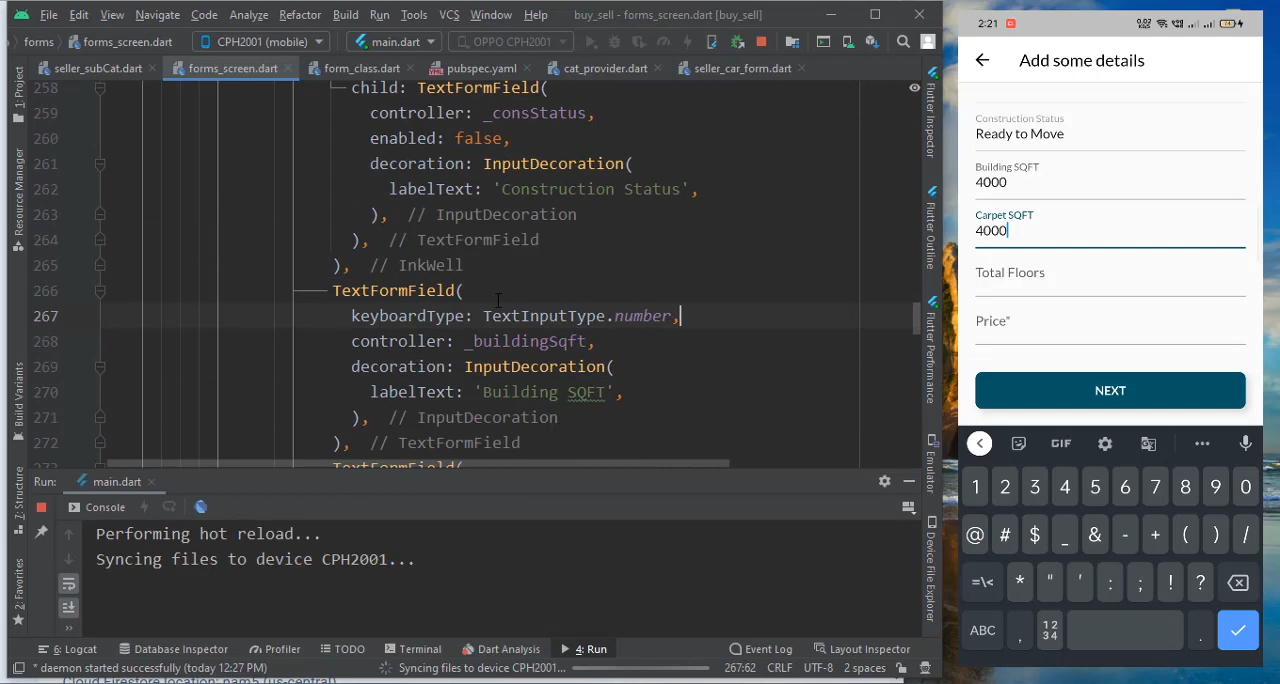 File Edit View Navigate Code Analyze Refactor Build Run Tools VCS Window Help buy_sell - forms_screen.dart [buy_sell]
forms forms_screen.dart CPH2001 (mobile) main.dart OPPO CPH2001
seller_subCat.dart forms_screen.dart form_class.dart pubspec.yaml cat_provider.dart seller_car_form.dart
258 child: TextFormField(
259 controller: _consStatus,
260 enabled: false,
261 decoration: InputDecoration(
262 labelText: 'Construction Status',
263 ), // InputDecoration
264 ), // TextFormField
265 ), // InkWell
266 TextFormField(
267 keyboardType: TextInputType.number,
268 controller: _buildingSqft,
269 decoration: InputDecoration(
270 labelText: 'Building SQFT',
271 ), // InputDecoration
272 ), // TextFormField
273 TextFormField(
1: Project
Resource Manager
Build Variants
7: Structure
2: Favorites
Flutter Inspector
Flutter Outline
Flutter Performance
Emulator
Device File Explorer
Run: main.dart
Console
Performing hot reload...
Syncing files to device CPH2001...
6: Logcat Database Inspector Profiler TODO Terminal Dart Analysis 4: Run Event Log Layout Inspector
* daemon started successfully (today 12:27 PM) Syncing files to device CPH2001... 267:62 CRLF UTF-8 2 spaces
Cloud Firestore location: nam5 (us-central)
2:21
Add some details
Construction Status
Ready to Move
Building SQFT
4000
Carpet SQFT
4000
Total Floors
Price*
NEXT
GIF
1 2 3 4 5 6 7 8 9 0
@ # $ _ & - + ( ) /
=\< * " ' : ; ! ?
ABC , 12 34 .